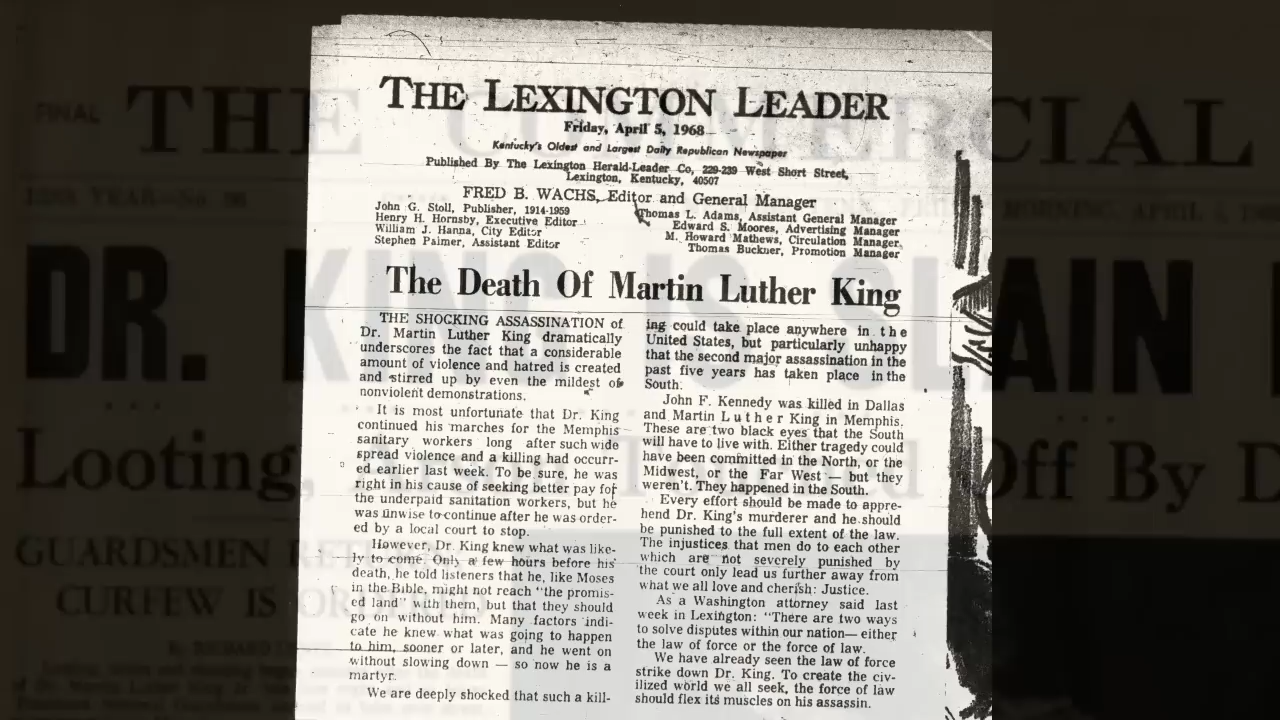 THE LEXINGTON LEADER
Friday, April 5, 1968
Kentucky's Oldest and Largest Daily Republican Newspaper
Published By The Lexington Herald-Leader Co, 229-239 West Short Street,
Lexington, Kentucky, 40507
FRED B. WACHS, Editor and General Manager
John G. Stoll, Publisher, 1914-1959
Henry H. Hornsby, Executive Editor
William J. Hanna, City Editor
Stephen Palmer, Assistant Editor
Thomas L. Adams, Assistant General Manager
Edward S. Moores, Advertising Manager
M. Howard Mathews, Circulation Manager
Thomas Buckner, Promotion Manager
The Death Of Martin Luther King
THE SHOCKING ASSASSINATION of
Dr. Martin Luther King dramatically
underscores the fact that a considerable
amount of violence and hatred is created
and stirred up by even the mildest of
nonviolent demonstrations.
It is most unfortunate that Dr. King
continued his marches for the Memphis
sanitary workers long after such wide
spread violence and a killing had occurr-
ed earlier last week. To be sure, he was
right in his cause of seeking better pay for
the underpaid sanitation workers, but he
was unwise to continue after he was order-
ed by a local court to stop.
However, Dr. King knew what was like-
ly to come. Only a few hours before his
death, he told listeners that he, like Moses
in the Bible, might not reach "the promis-
ed land" with them, but that they should
go on without him. Many factors indi-
cate he knew what was going to happen
to him, sooner or later, and he went on
without slowing down — so now he is a
martyr.
We are deeply shocked that such a kill-
ing could take place anywhere in the
United States, but particularly unhappy
that the second major assassination in the
past five years has taken place in the
South.
John F. Kennedy was killed in Dallas
and Martin Luther King in Memphis.
These are two black eyes that the South
will have to live with. Either tragedy could
have been committed in the North, or the
Midwest, or the Far West — but they
weren't. They happened in the South.
Every effort should be made to appre-
hend Dr. King's murderer and he should
be punished to the full extent of the law.
The injustices that men do to each other
which are not severely punished by
the court only lead us further away from
what we all love and cherish: Justice.
As a Washington attorney said last
week in Lexington: "There are two ways
to solve disputes within our nation— either
the law of force or the force of law.
We have already seen the law of force
strike down Dr. King. To create the civ-
ilized world we all seek, the force of law
should flex its muscles on his assassin.
FINAL
THE COMMERCIAL
DR. KING IS SLAIN
Looting,
Off By
GUARDSMEN
CURFEW IS